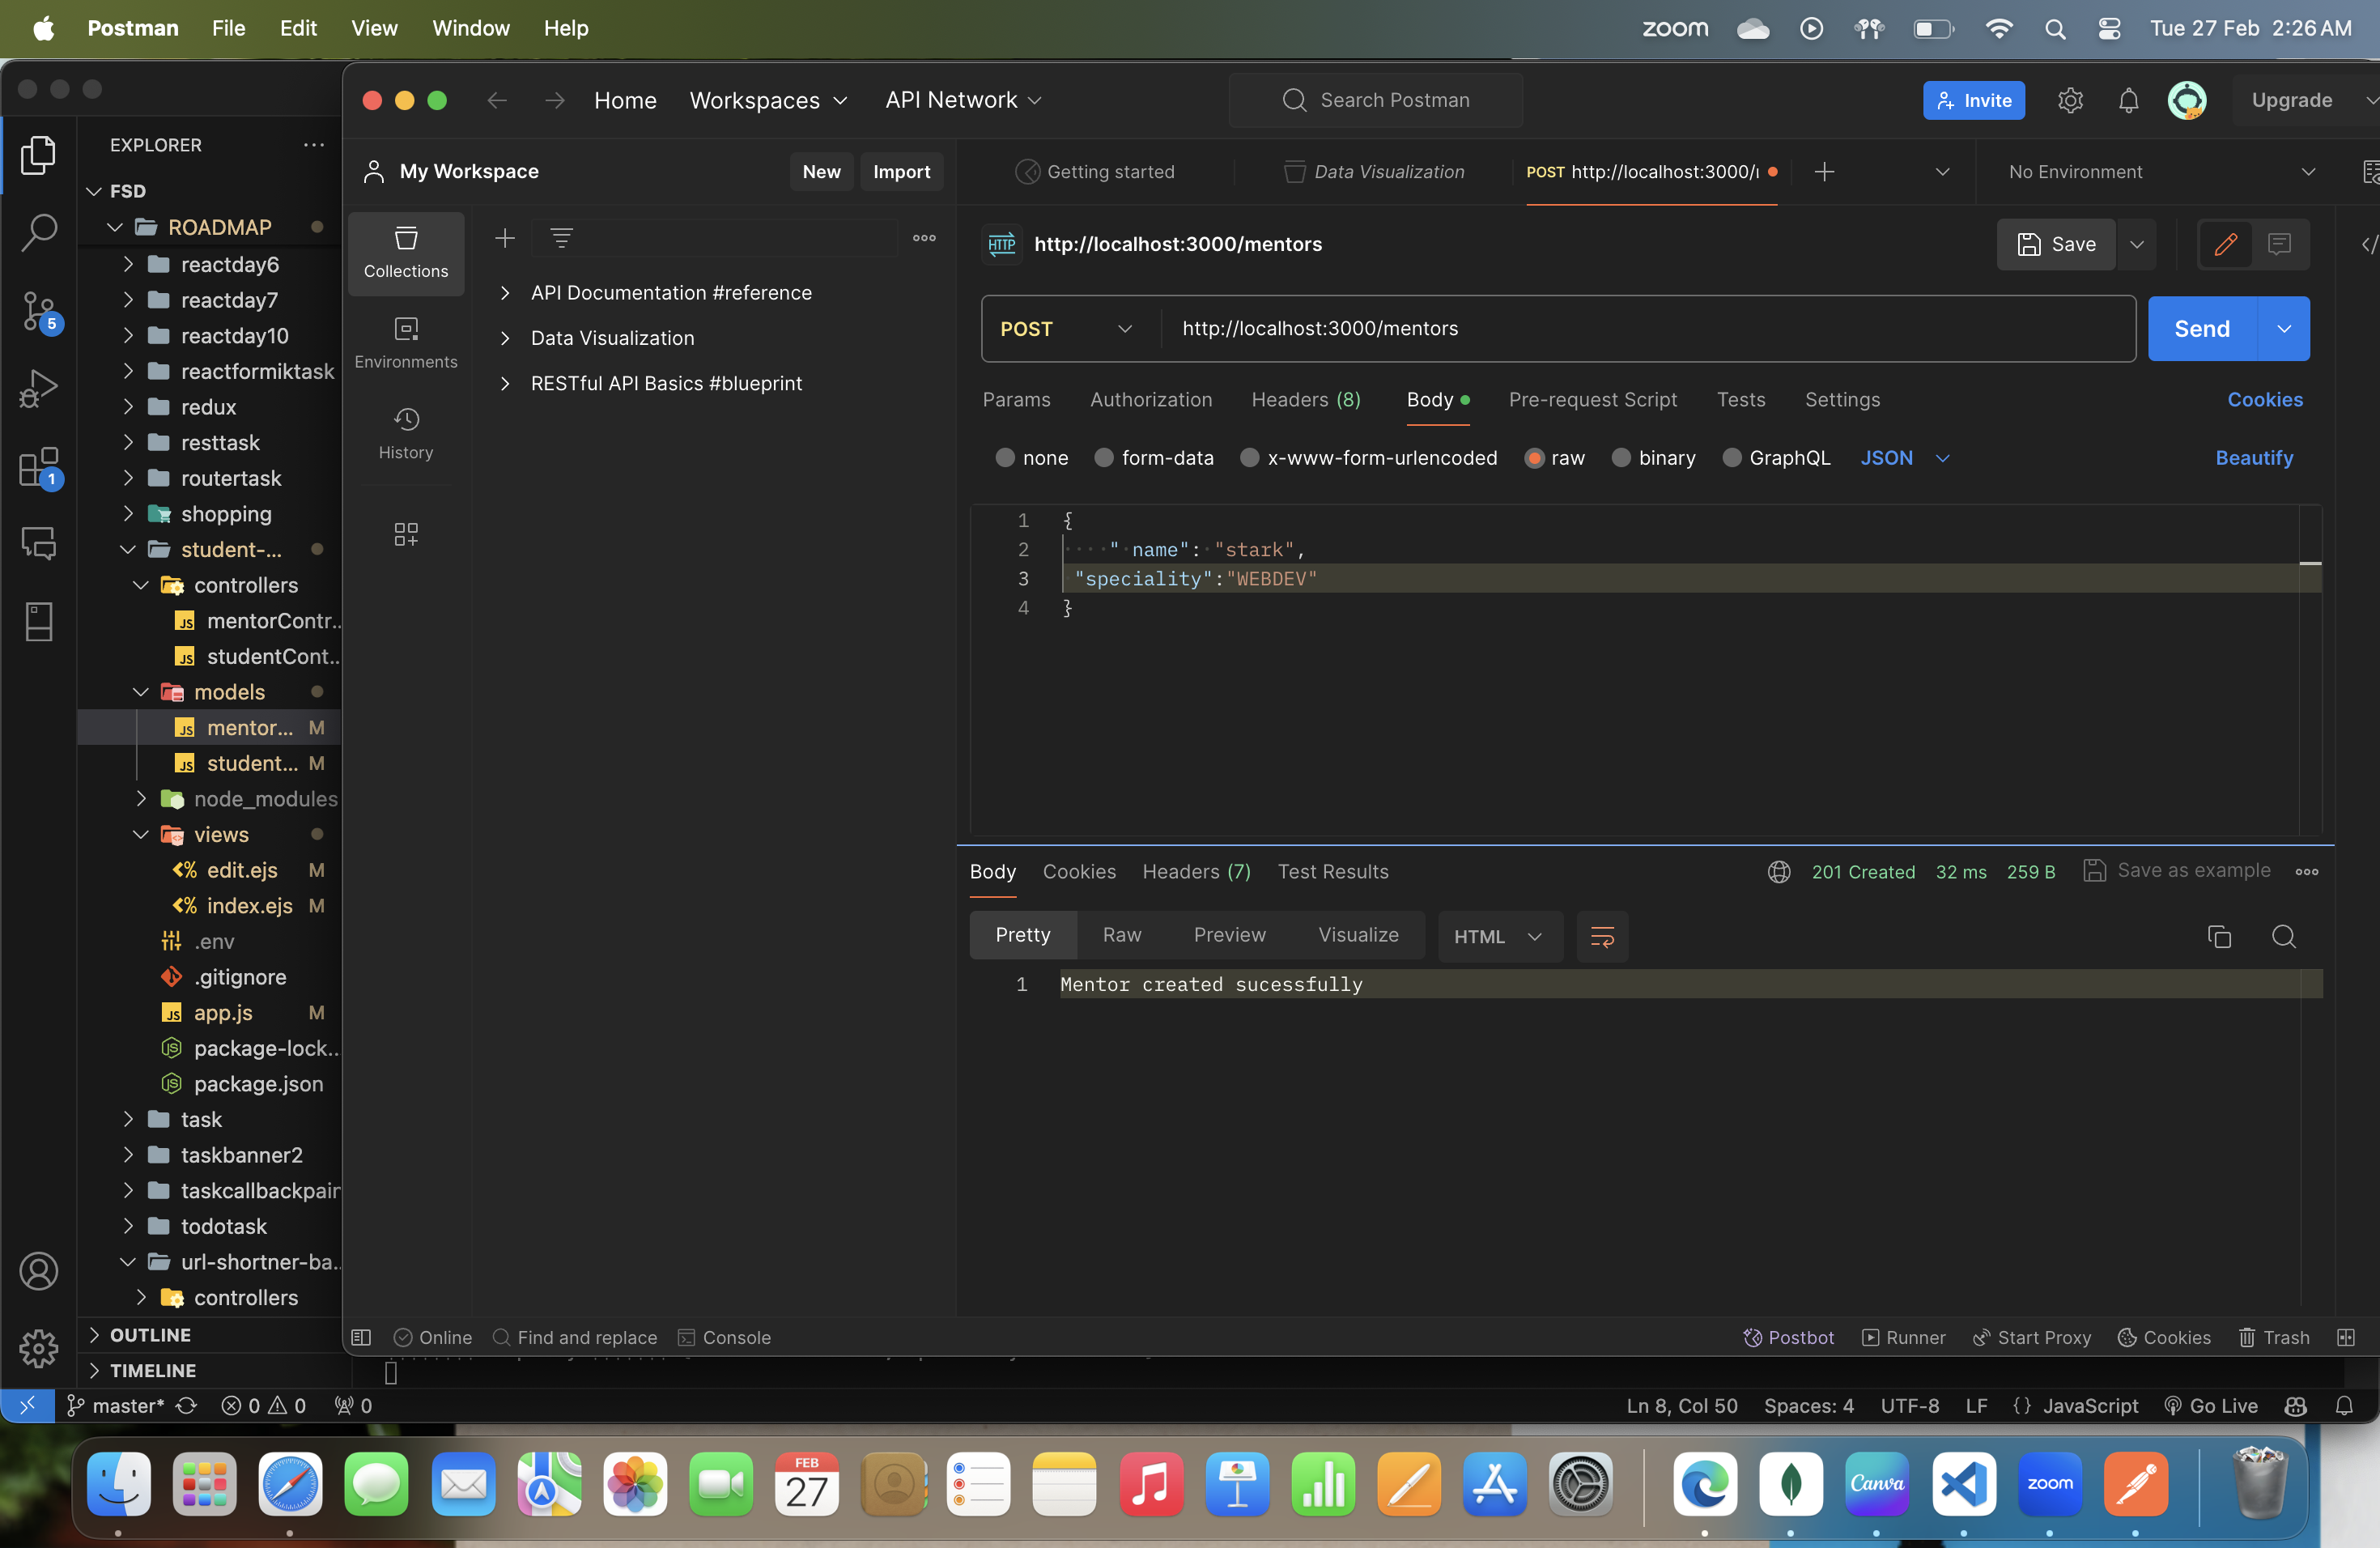 Postman File Edit View Window Help
zoom Tue 27 Feb 2:26 AM
Home Workspaces API Network
Search Postman
Invite Upgrade
EXPLORER
FSD
ROADMAP
reactday6
reactday7
reactday10
reactformiktask
redux
resttask
routertask
shopping
student-...
controllers
JS mentorContr...
JS studentCont...
models
JS mentor... M
JS student... M
node_modules
views
<% edit.ejs M
<% index.ejs M
.env
.gitignore
JS app.js M
package-lock...
package.json
task
taskbanner2
taskcallbackpair
todotask
url-shortner-ba...
controllers
OUTLINE
TIMELINE
5
1
My Workspace New Import
Collections
Environments
History
API Documentation #reference
Data Visualization
RESTful API Basics #blueprint
Getting started Data Visualization POST http://localhost:3000/ No Environment
HTTP http://localhost:3000/mentors Save
POST http://localhost:3000/mentors Send
Params Authorization Headers (8) Body Pre-request Script Tests Settings Cookies
none form-data x-www-form-urlencoded raw binary GraphQL JSON Beautify
1 {
2 " name": "stark",
3 "speciality":"WEBDEV"
4 }
Body Cookies Headers (7) Test Results 201 Created 32 ms 259 B Save as example
Pretty Raw Preview Visualize HTML
1 Mentor created sucessfully
Online Find and replace Console Postbot Runner Start Proxy Cookies Trash
master* 0 0 0 Ln 8, Col 50 Spaces: 4 UTF-8 LF {} JavaScript Go Live
FEB
27
Canva
zoom